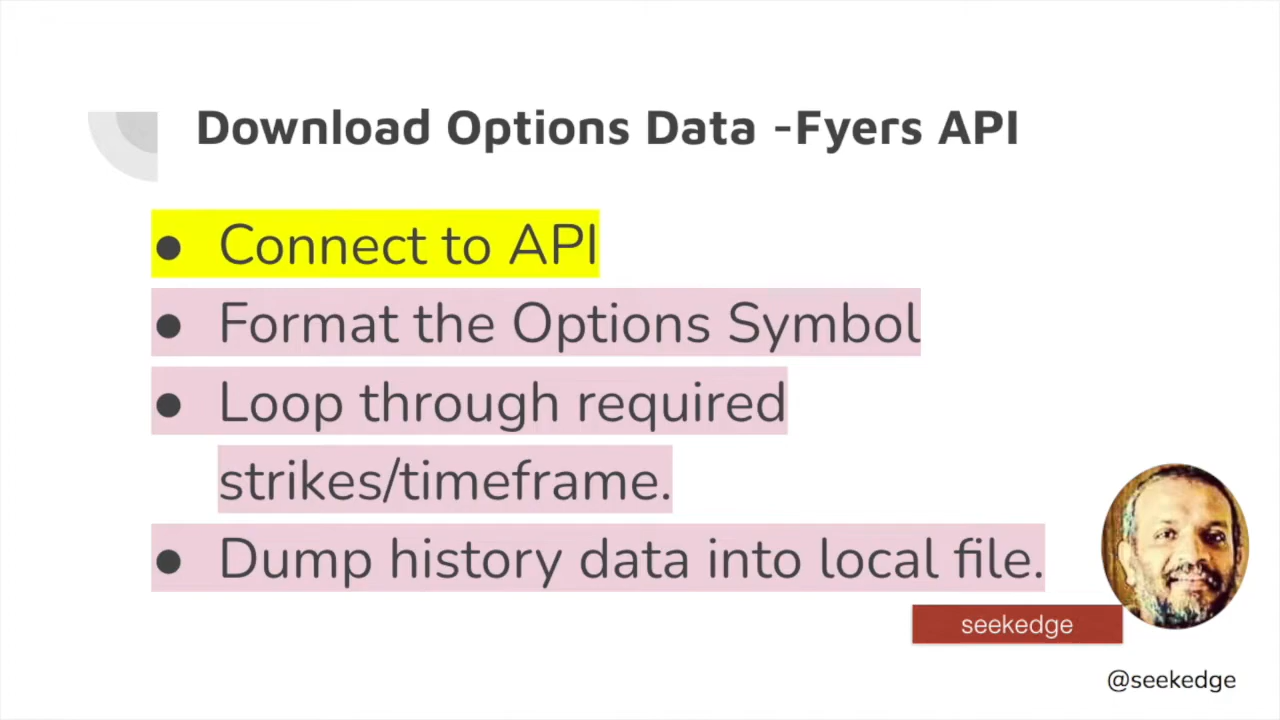 Download Options Data -Fyers API
● Connect to API
● Format the Options Symbol
● Loop through required
strikes/timeframe.
● Dump history data into local file.
seekedge
@seekedge